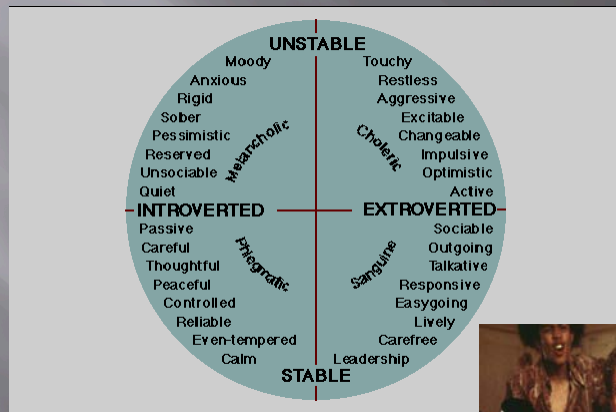 UNSTABLE
Moody
Touchy
Anxious
Restless
Rigid
Aggressive
Sober
Excitable
Pessimistic
Changeable
Reserved
Impulsive
Unsociable
Optimistic
Quiet
Active
Melancholic
Choleric
INTROVERTED
EXTROVERTED
Passive
Sociable
Careful
Outgoing
Thoughtful
Talkative
Peaceful
Responsive
Controlled
Easygoing
Reliable
Lively
Even-tempered
Carefree
Calm
Leadership
Phlegmatic
Sanguine
STABLE